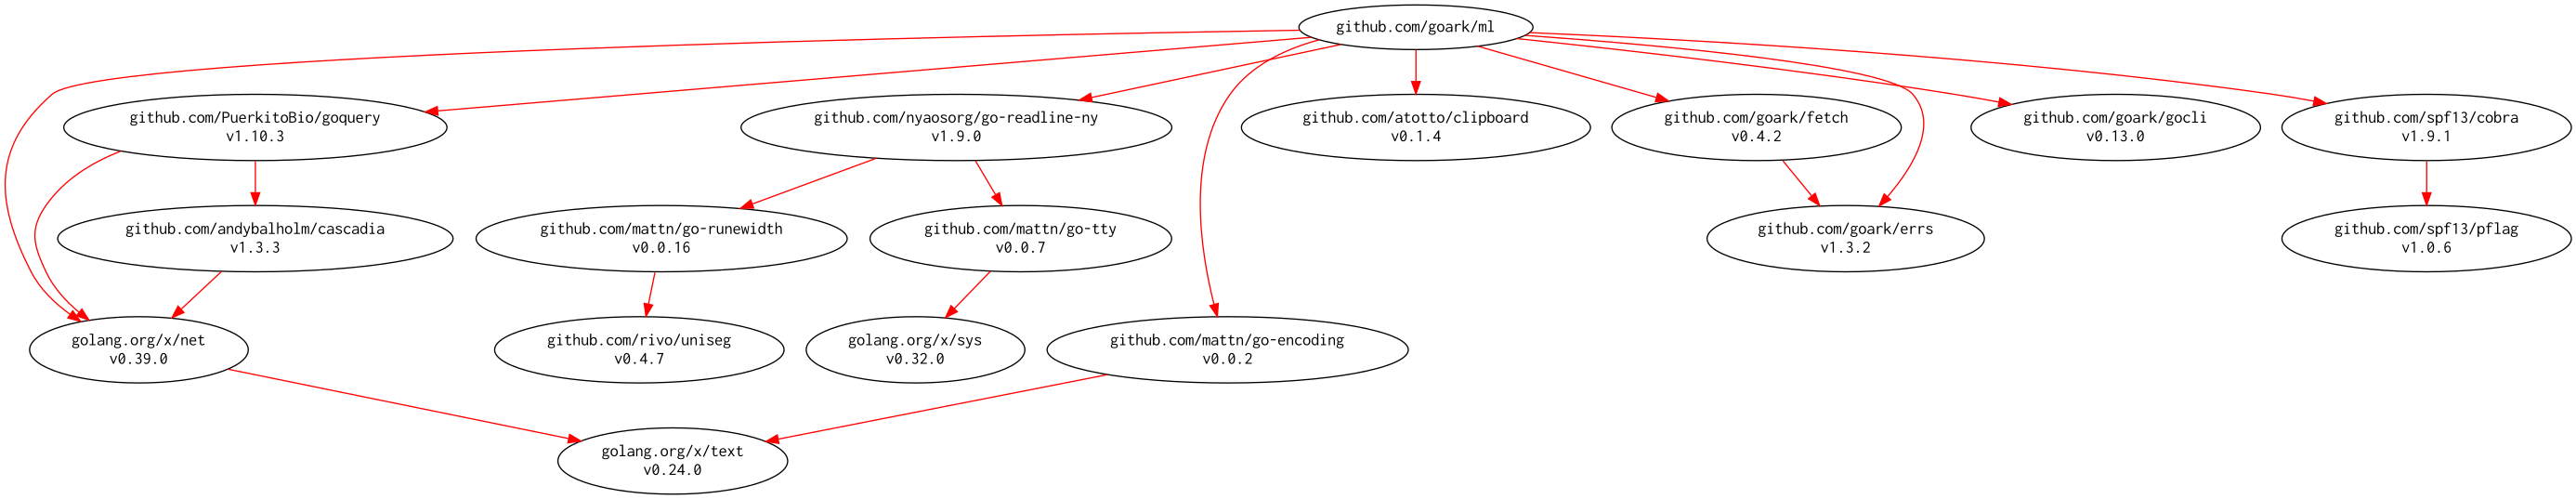 github.com/goark/ml
github.com/PuerkitoBio/goquery
v1.10.3
github.com/nyaosorg/go-readline-ny
v1.9.0
github.com/atotto/clipboard
v0.1.4
github.com/goark/fetch
v0.4.2
github.com/goark/gocli
v0.13.0
github.com/spf13/cobra
v1.9.1
github.com/andybalholm/cascadia
v1.3.3
github.com/mattn/go-runewidth
v0.0.16
github.com/mattn/go-tty
v0.0.7
github.com/goark/errs
v1.3.2
github.com/spf13/pflag
v1.0.6
golang.org/x/net
v0.39.0
github.com/rivo/uniseg
v0.4.7
golang.org/x/sys
v0.32.0
github.com/mattn/go-encoding
v0.0.2
golang.org/x/text
v0.24.0